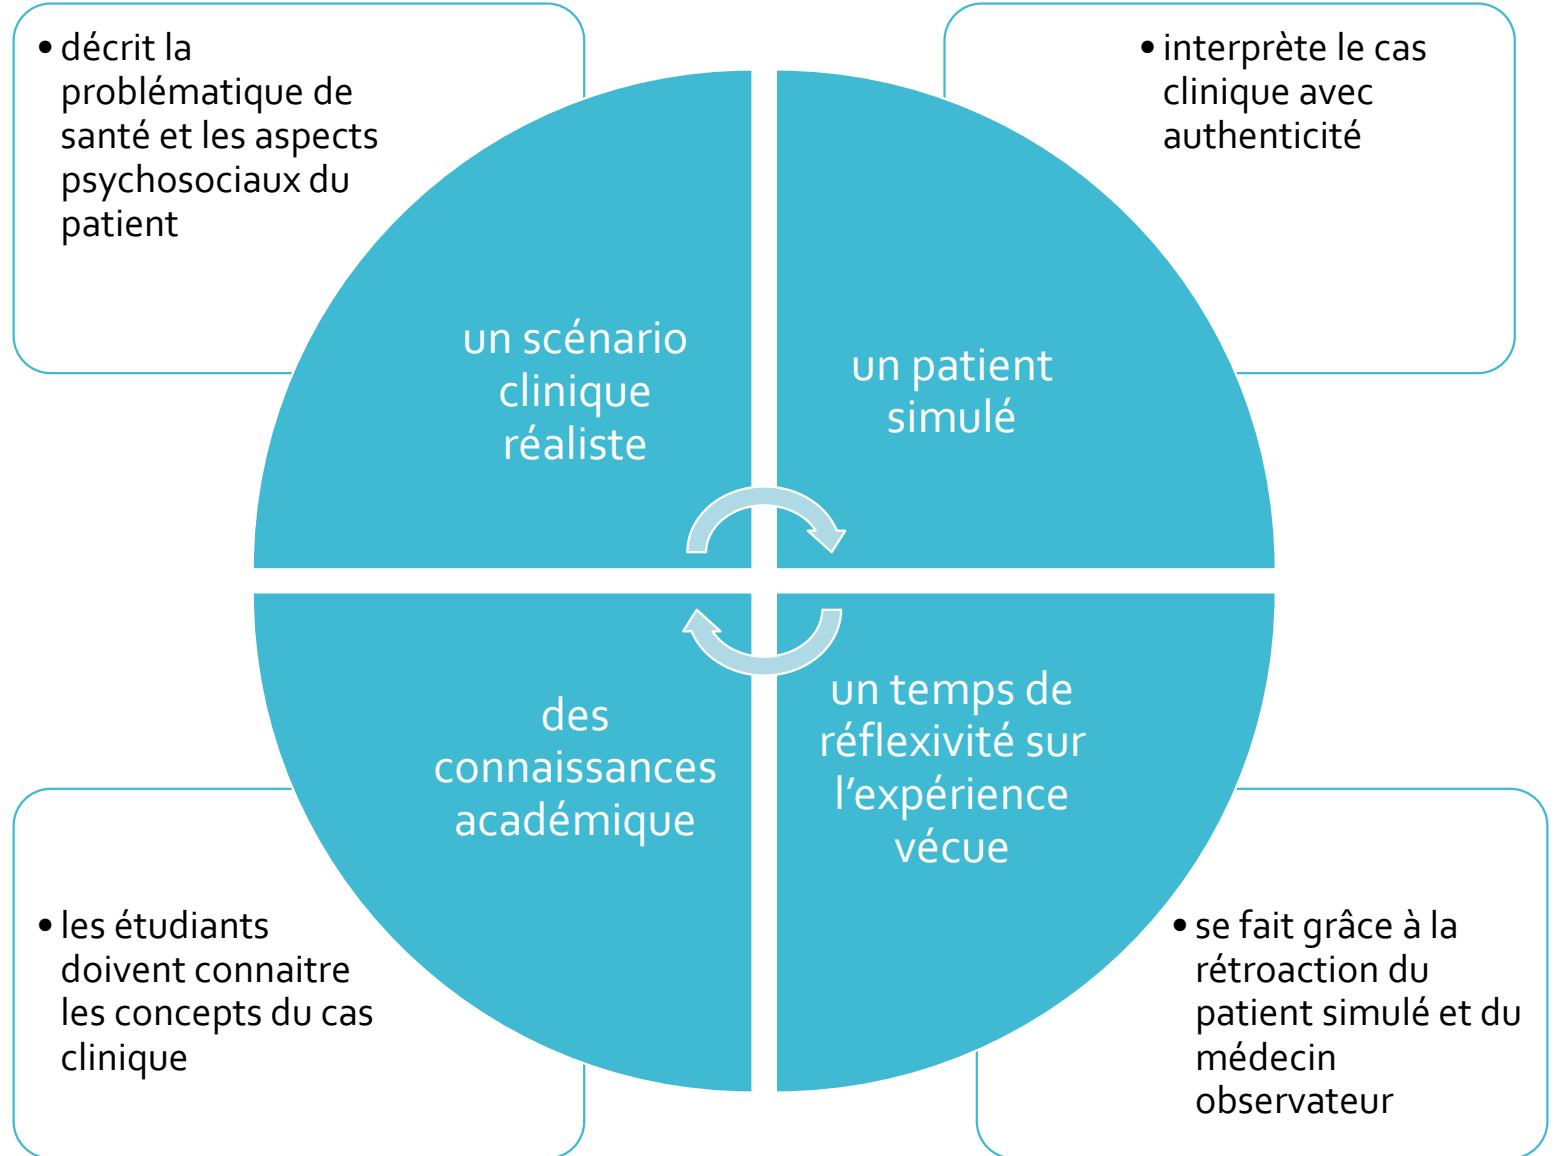 • décrit la
problématique de
santé et les aspects
psychosociaux du
patient
• interprète le cas
clinique avec
authenticité
un scénario
clinique
réaliste
un patient
simulé
des
connaissances
académique
un temps de
réflexivité sur
l’expérience
vécue
• les étudiants
doivent connaitre
les concepts du cas
clinique
• se fait grâce à la
rétroaction du
patient simulé et du
médecin
observateur